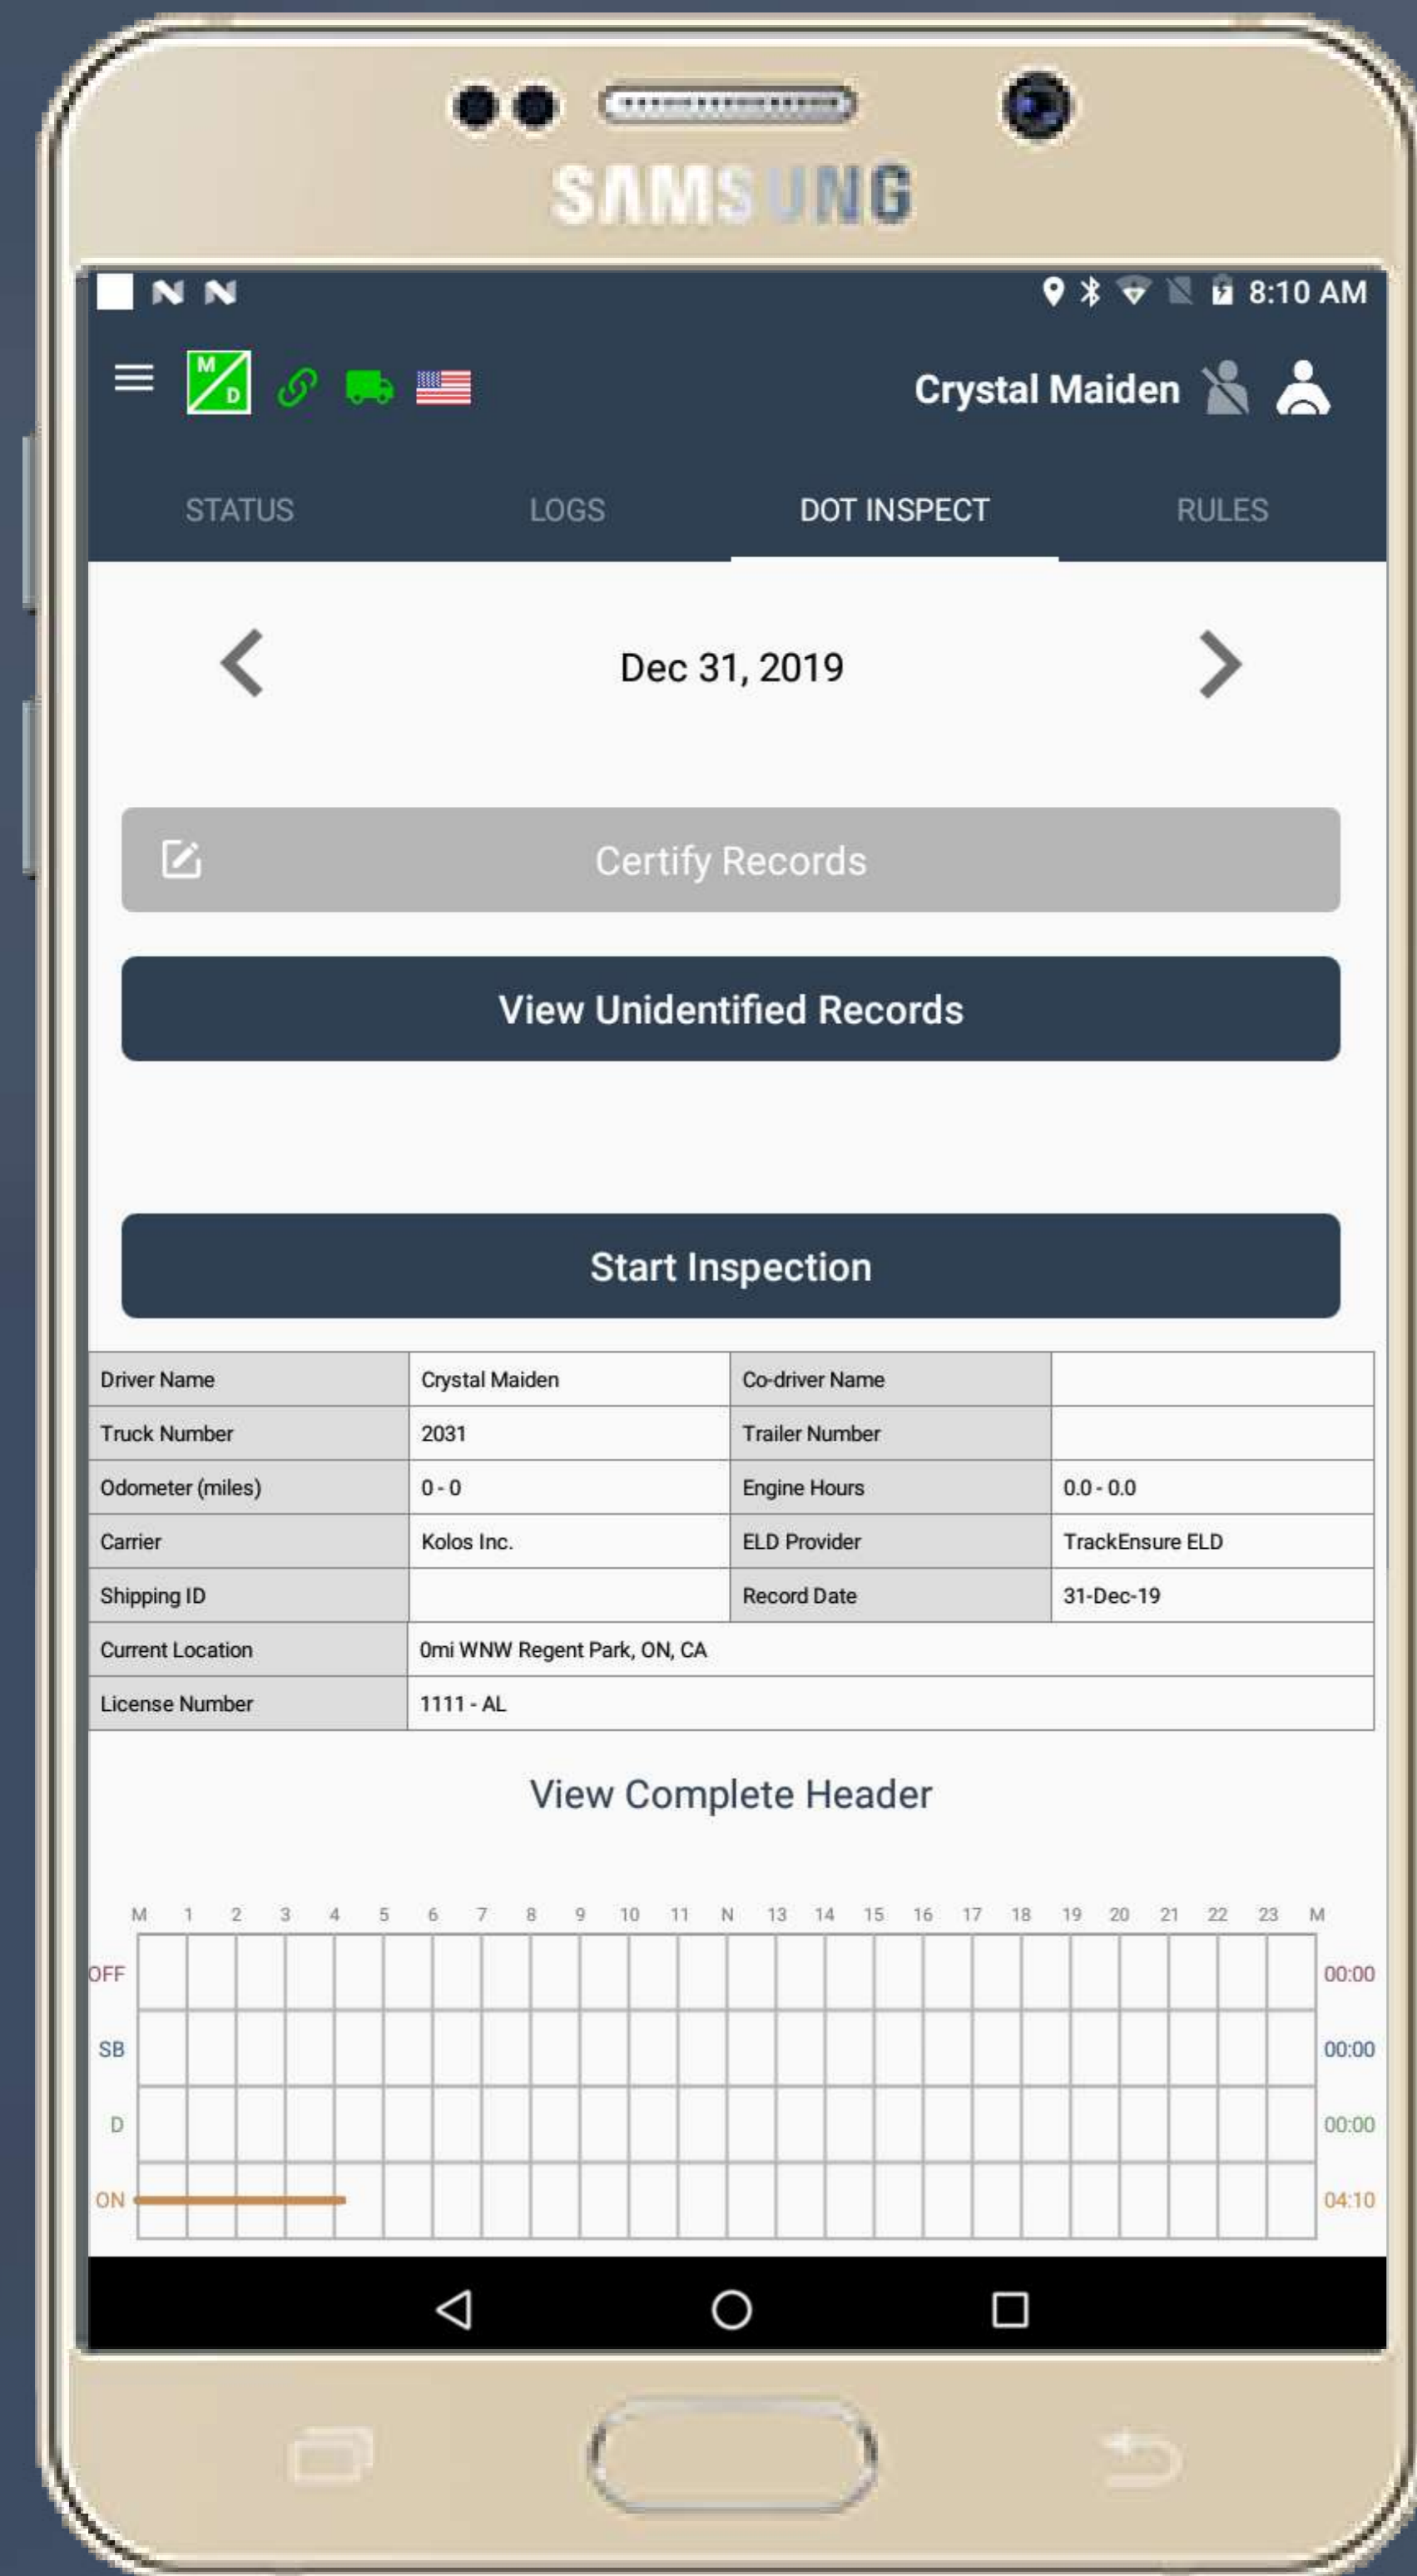 SAMSUNG
8:10 AM
M
D
Crystal Maiden
STATUS LOGS DOT INSPECT RULES
Dec 31, 2019
Certify Records
View Unidentified Records
Start Inspection
Driver Name Crystal Maiden Co-driver Name
Truck Number 2031 Trailer Number
Odometer (miles) 0 - 0 Engine Hours 0.0 - 0.0
Carrier Kolos Inc. ELD Provider TrackEnsure ELD
Shipping ID Record Date 31-Dec-19
Current Location 0mi WNW Regent Park, ON, CA
License Number 1111 - AL
View Complete Header
M 1 2 3 4 5 6 7 8 9 10 11 N 13 14 15 16 17 18 19 20 21 22 23 M
OFF 00:00
SB 00:00
D 00:00
ON 04:10